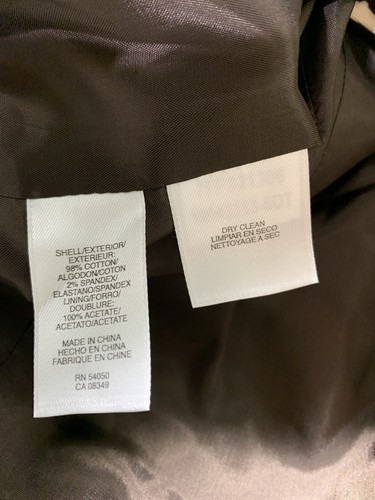 SHELL/EXTERIOR/
EXTERIEUR:
98% COTTON/
ALGODON/COTON
2% SPANDEX/
ELASTANO/SPANDEX
LINING/FORRO/
DOUBLURE:
100% ACETATE/
ACETATO/ACETATE
MADE IN CHINA
HECHO EN CHINA
FABRIQUE EN CHINE
RN 54050
CA 08349
DRY CLEAN
LIMPIAR EN SECO
NETTOYAGE A SEC